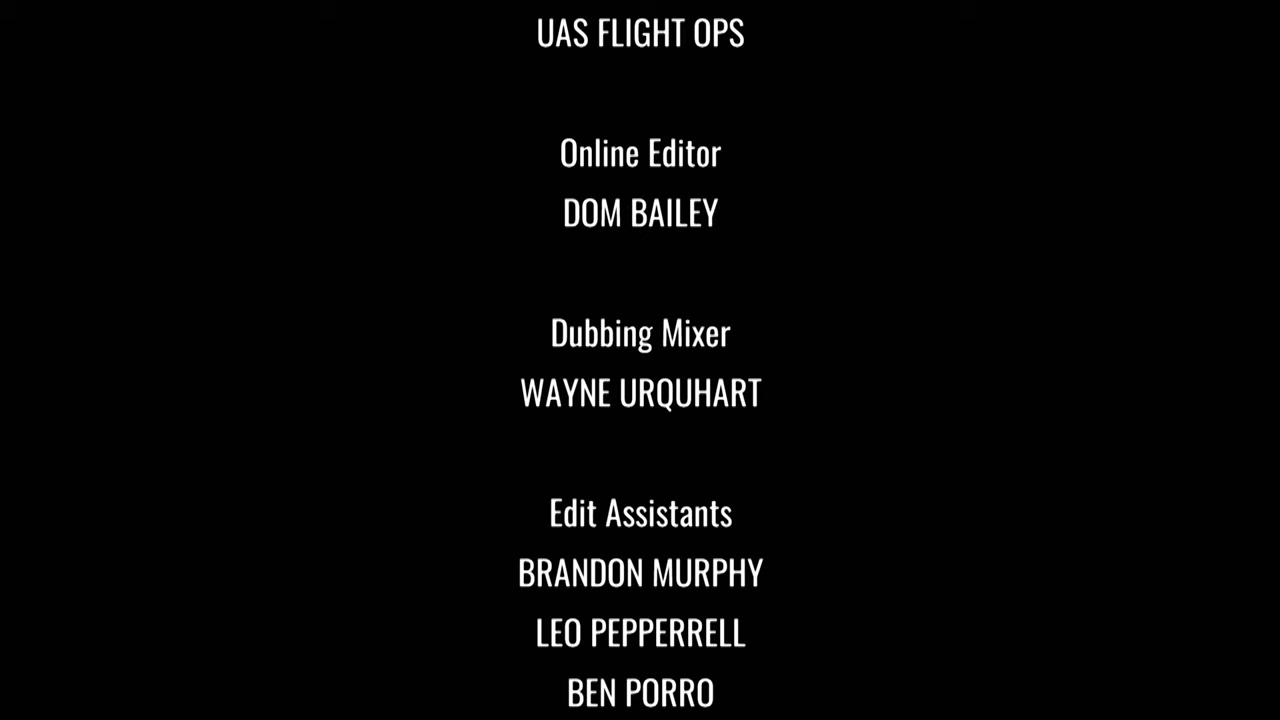 UAS FLIGHT OPS
Online Editor
DOM BAILEY
Dubbing Mixer
WAYNE URQUHART
Edit Assistants
BRANDON MURPHY
LEO PEPPERRELL
BEN PORRO